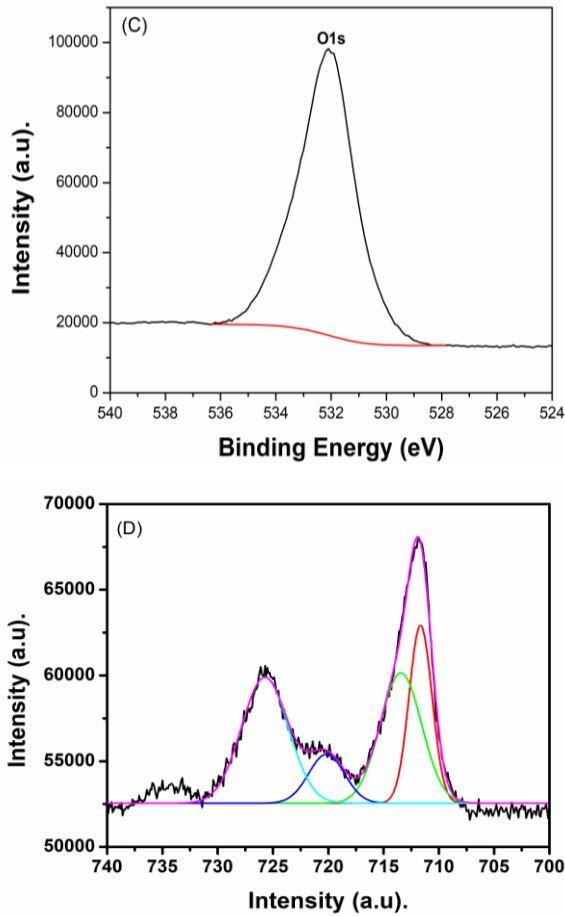 (C)
O1s
100000
80000
60000
40000
20000
0
540 538 536 534 532 530 528 526 524
Intensity (a.u).
Binding Energy (eV)
(D)
70000
65000
60000
55000
50000
740 735 730 725 720 715 710 705 700
Intensity (a.u).
Intensity (a.u).